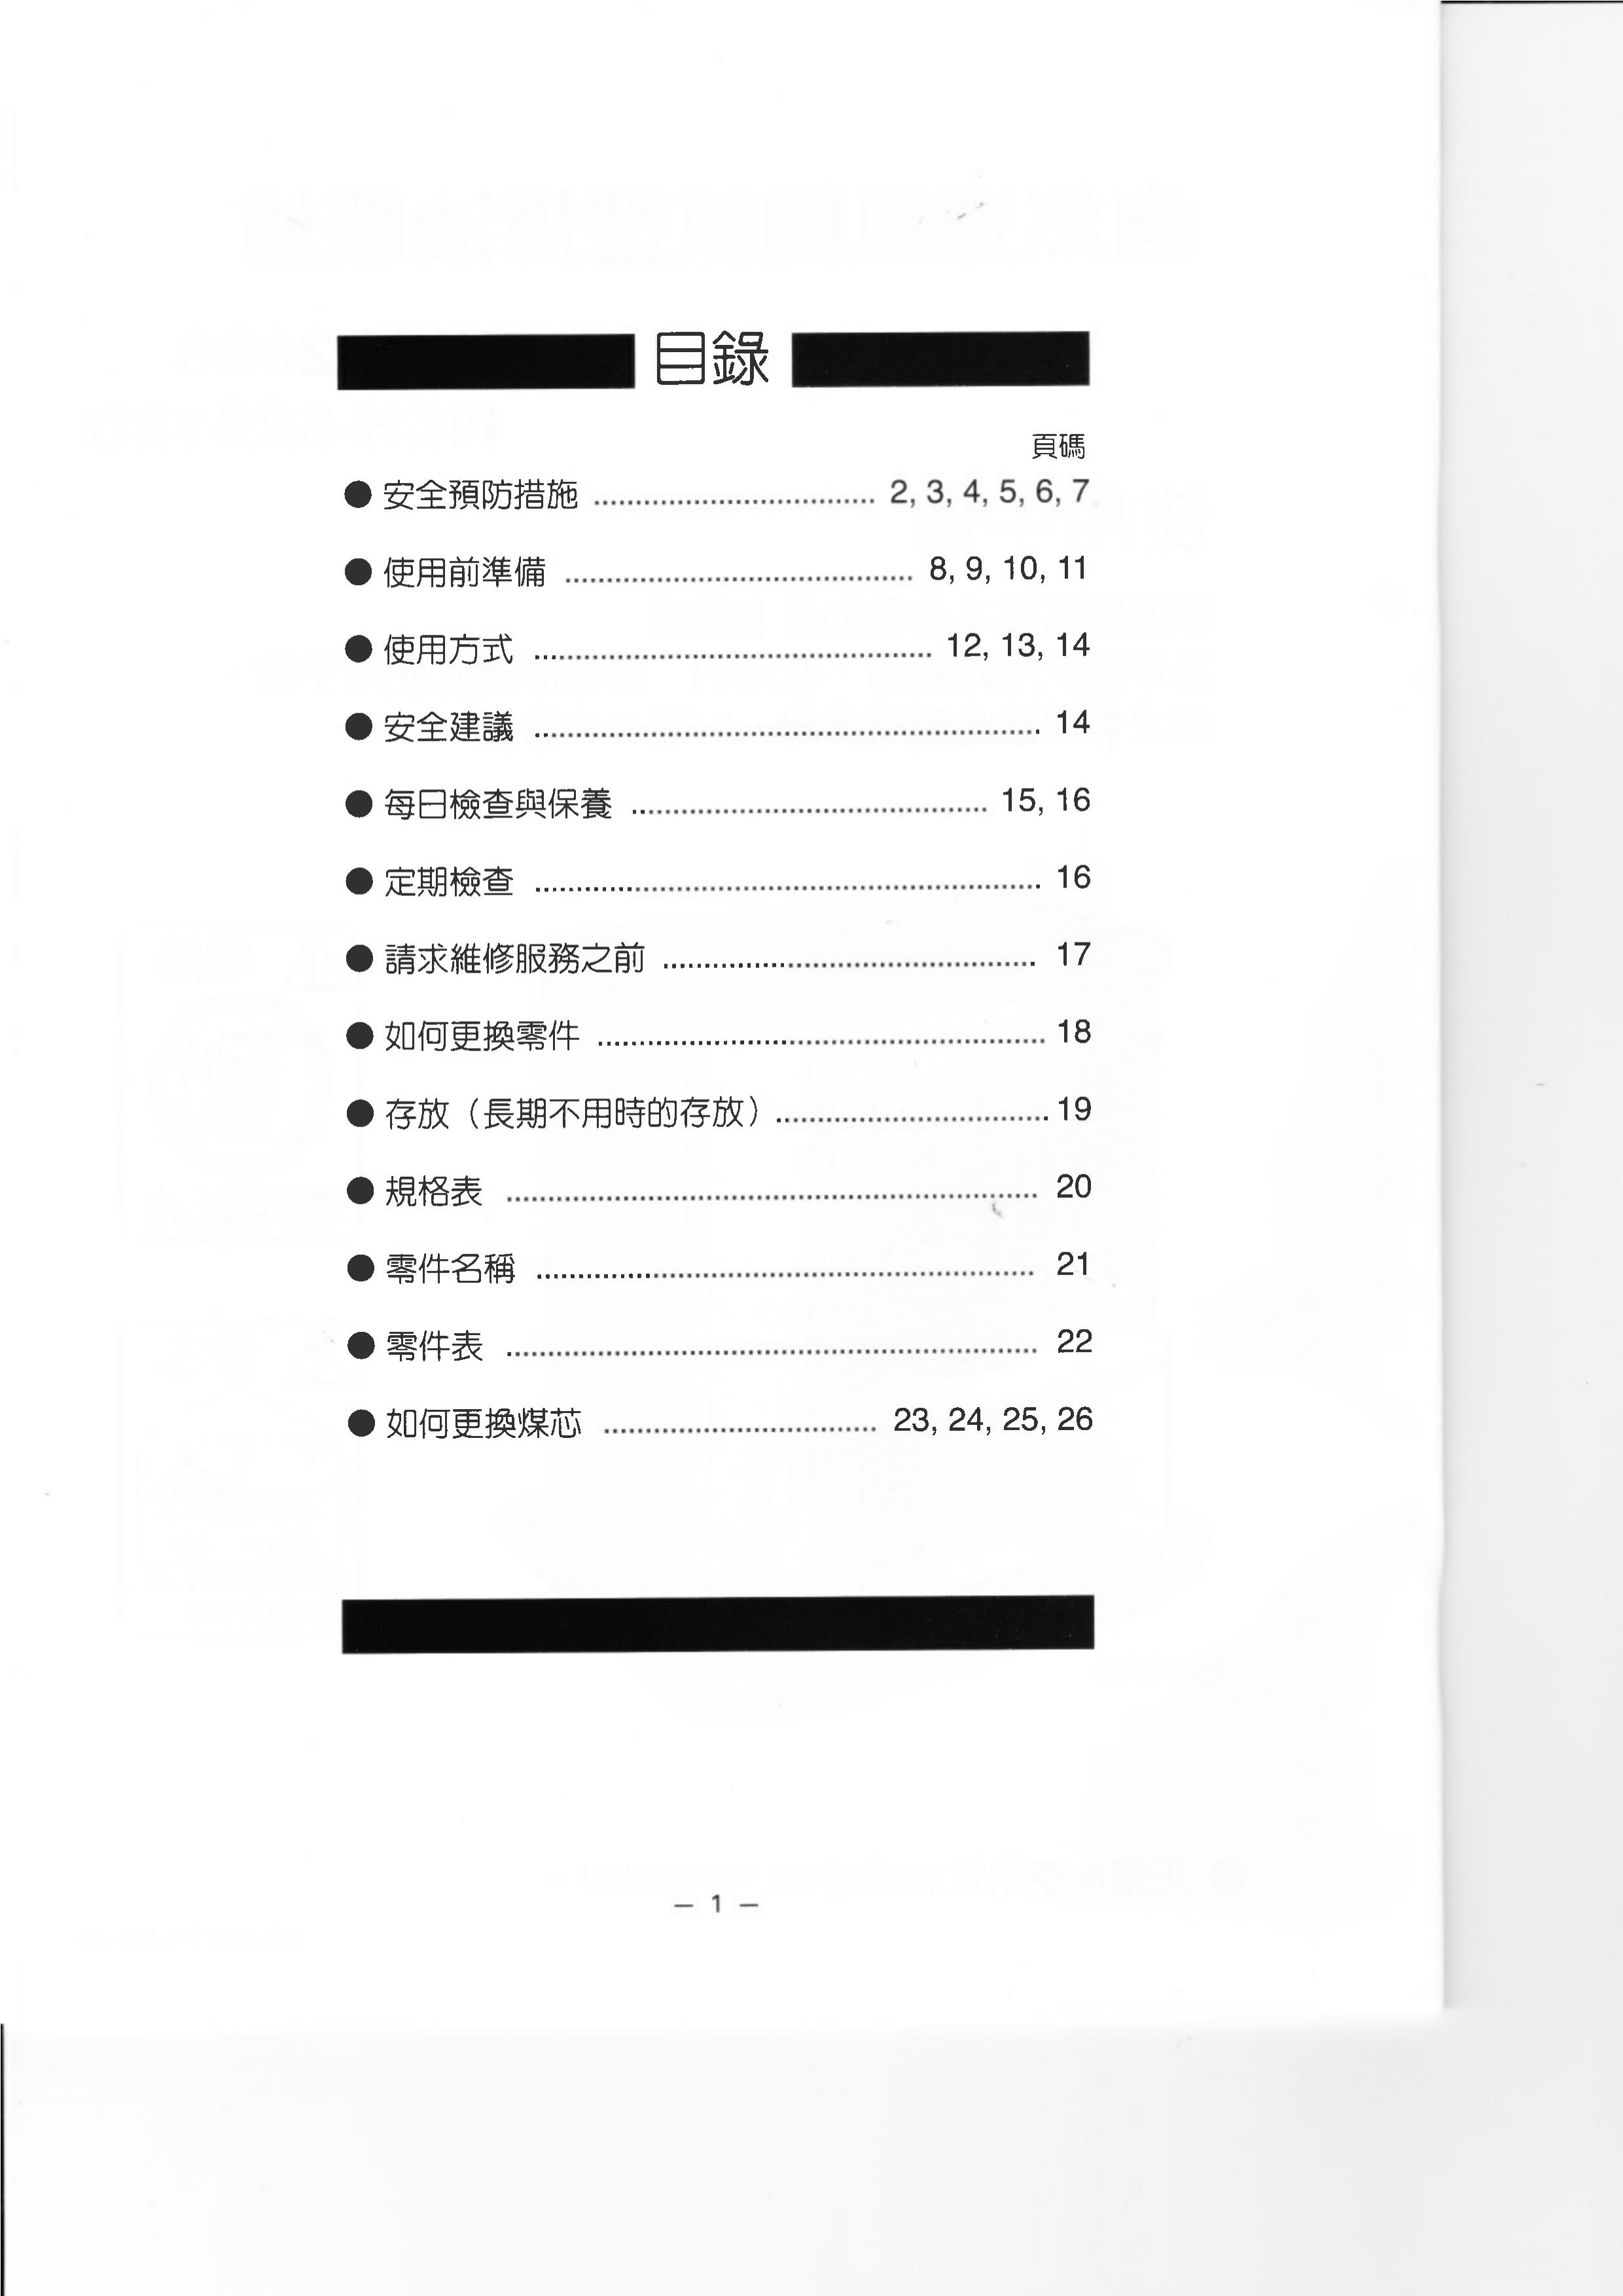 目錄
頁碼
● 安全預防措施 .................................. 2, 3, 4, 5, 6, 7
● 使用前準備 .......................................... 8, 9, 10, 11
● 使用方式 ................................................ 12, 13, 14
● 安全建議 ............................................................. 14
● 每日檢查與保養 ........................................... 15, 16
● 定期檢查 ............................................................. 16
● 請求維修服務之前 ............................................. 17
● 如何更換零件 ...................................................... 18
● 存放（長期不用時的存放）................................. 19
● 規格表 ................................................................ 20
● 零件名稱 ............................................................ 21
● 零件表 ................................................................ 22
● 如何更換煤芯 ................................. 23, 24, 25, 26
– 1 –